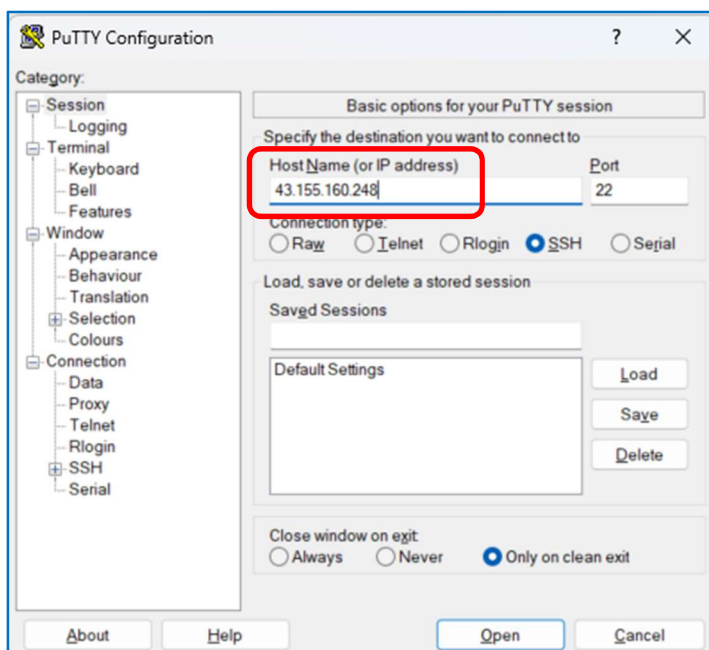 PuTTY Configuration ? ×
Category:
Session
Logging
Terminal
Keyboard
Bell
Features
Window
Appearance
Behaviour
Translation
Selection
Colours
Connection
Data
Proxy
Telnet
Rlogin
SSH
Serial
Basic options for your PuTTY session
Specify the destination you want to connect to
Host Name (or IP address) Port
43.155.160.248 22
Connection type:
Raw Telnet Rlogin SSH Serial
Load, save or delete a stored session
Saved Sessions
Default Settings
Load
Save
Delete
Close window on exit
Always Never Only on clean exit
About Help Open Cancel